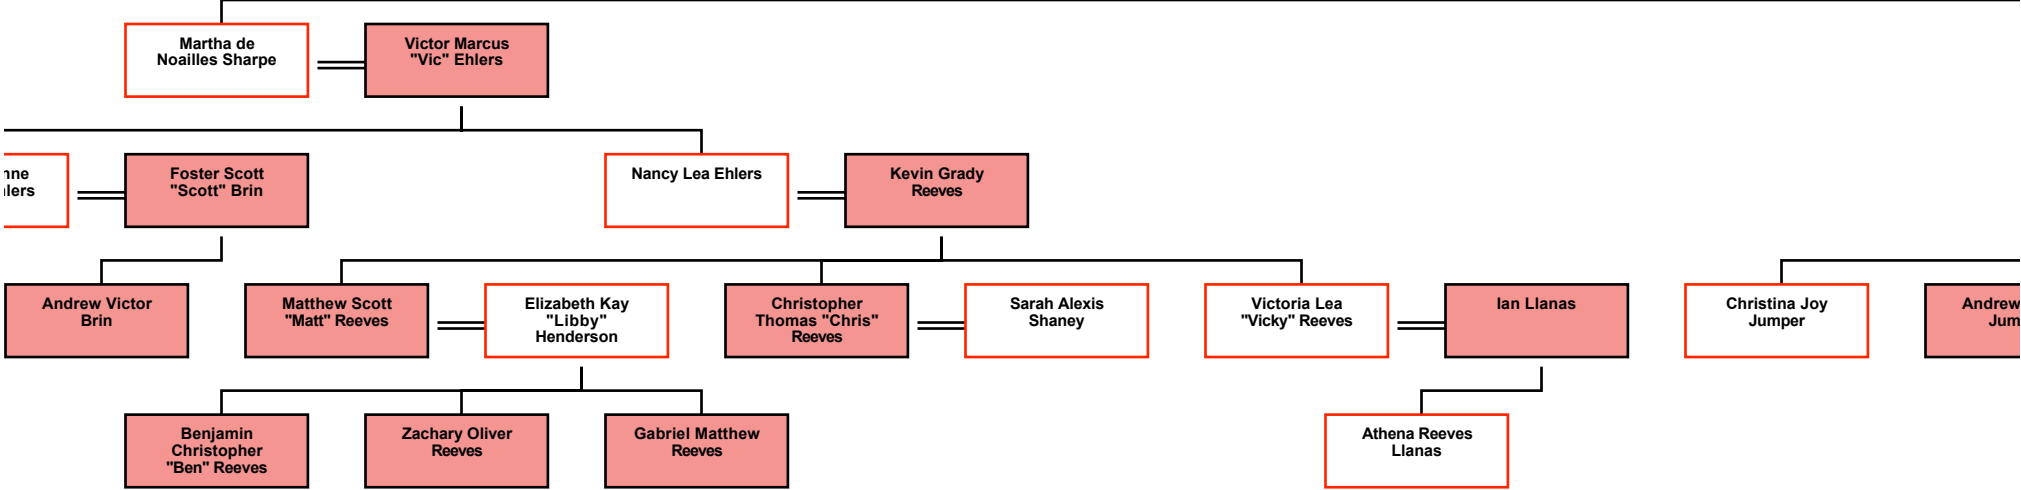 Martha de
Noailles Sharpe
Victor Marcus
"Vic" Ehlers
Foster Scott
"Scott" Brin
Nancy Lea Ehlers
Kevin Grady
Reeves
Andrew Victor
Brin
Matthew Scott
"Matt" Reeves
Elizabeth Kay
"Libby"
Henderson
Christopher
Thomas "Chris"
Reeves
Sarah Alexis
Shaney
Victoria Lea
"Vicky" Reeves
Ian Llanas
Christina Joy
Jumper
Andrew
Benjamin
Christopher
"Ben" Reeves
Zachary Oliver
Reeves
Gabriel Matthew
Reeves
Athena Reeves
Llanas